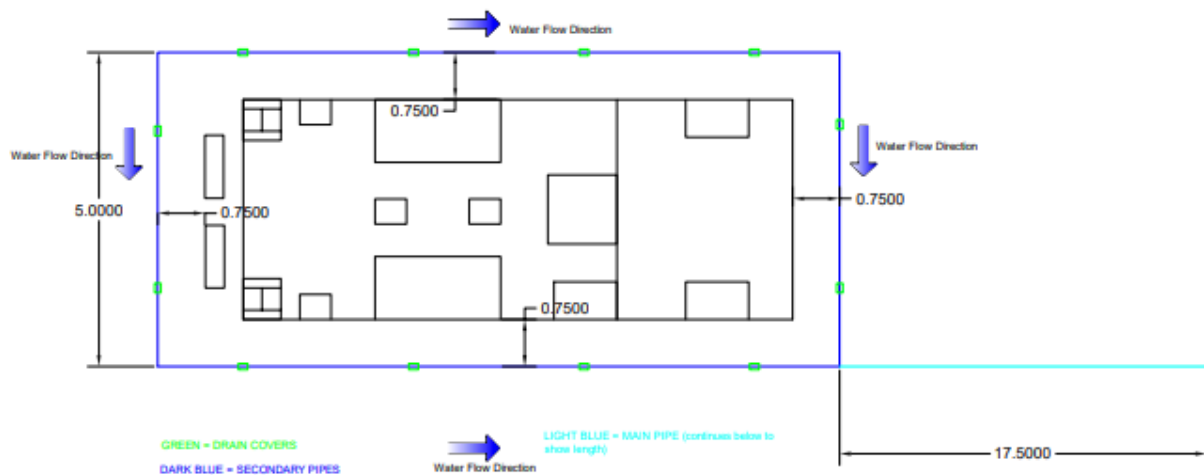 Water Flow Direction
0.7500
Water Flow Direction
Water Flow Direction
5.0000
0.7500
0.7500
0.7500
GREEN = DRAIN COVERS
DARK BLUE = SECONDARY PIPES
Water Flow Direction
LIGHT BLUE = MAIN PIPE (continues below to
show length)
17.5000